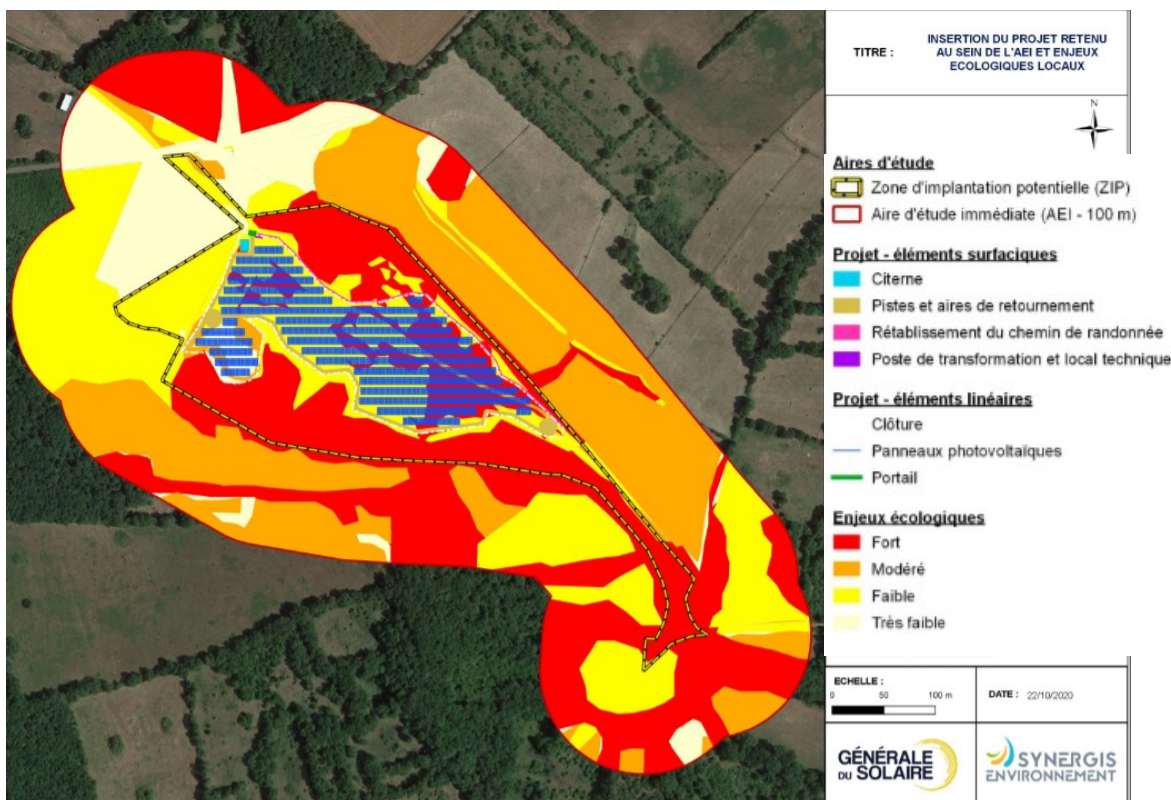 TITRE :
INSERTION DU PROJET RETENU
AU SEIN DE L'AEI ET ENJEUX
ECOLOGIQUES LOCAUX
N
Aires d'étude
Zone d'implantation potentielle (ZIP)
Aire d'étude immédiate (AEI - 100 m)
Projet - éléments surfaciques
Citerne
Pistes et aires de retournement
Rétablissement du chemin de randonnée
Poste de transformation et local technique
Projet - éléments linéaires
Clôture
Panneaux photovoltaïques
Portail
Enjeux écologiques
Fort
Modéré
Faible
Très faible
ECHELLE :
0 50 100 m
DATE : 22/10/2020
GÉNÉRALE
DU SOLAIRE
SYNERGIS
ENVIRONNEMENT